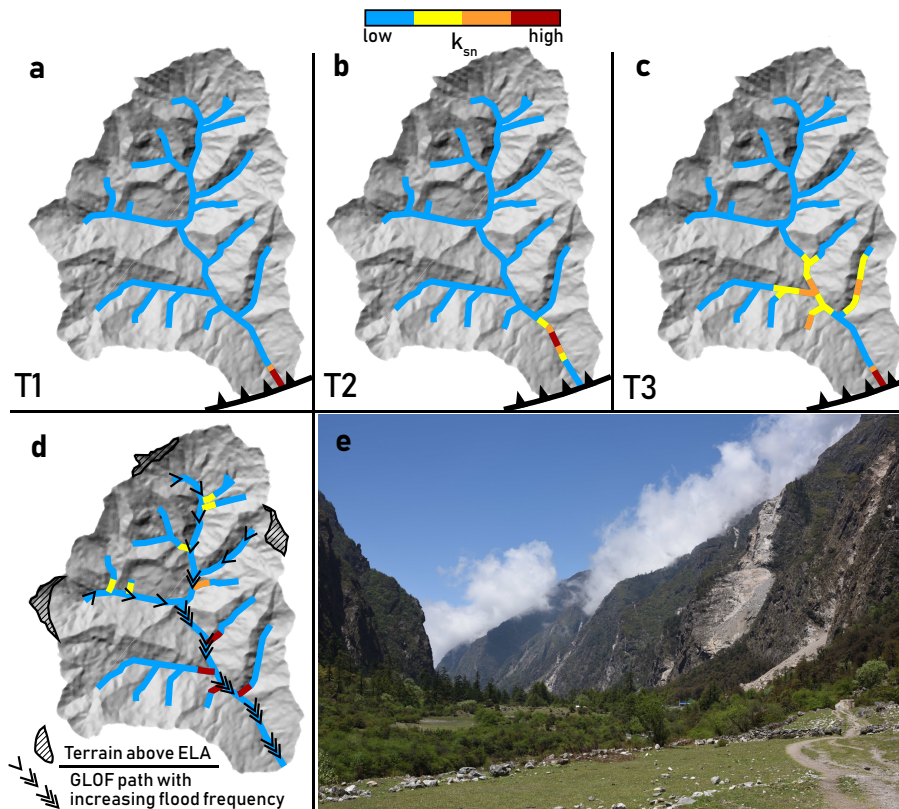 low high
k_sn
a
b
c
T1
T2
T3
d
e
Terrain above ELA
GLOF path with
increasing flood frequency